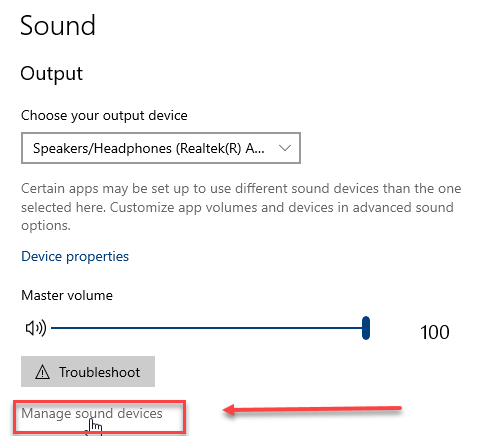 Sound
Output
Choose your output device
Speakers/Headphones (Realtek(R) A...
Certain apps may be set up to use different sound devices than the one
selected here. Customize app volumes and devices in advanced sound
options.
Device properties
Master volume
100
Troubleshoot
Manage sound devices